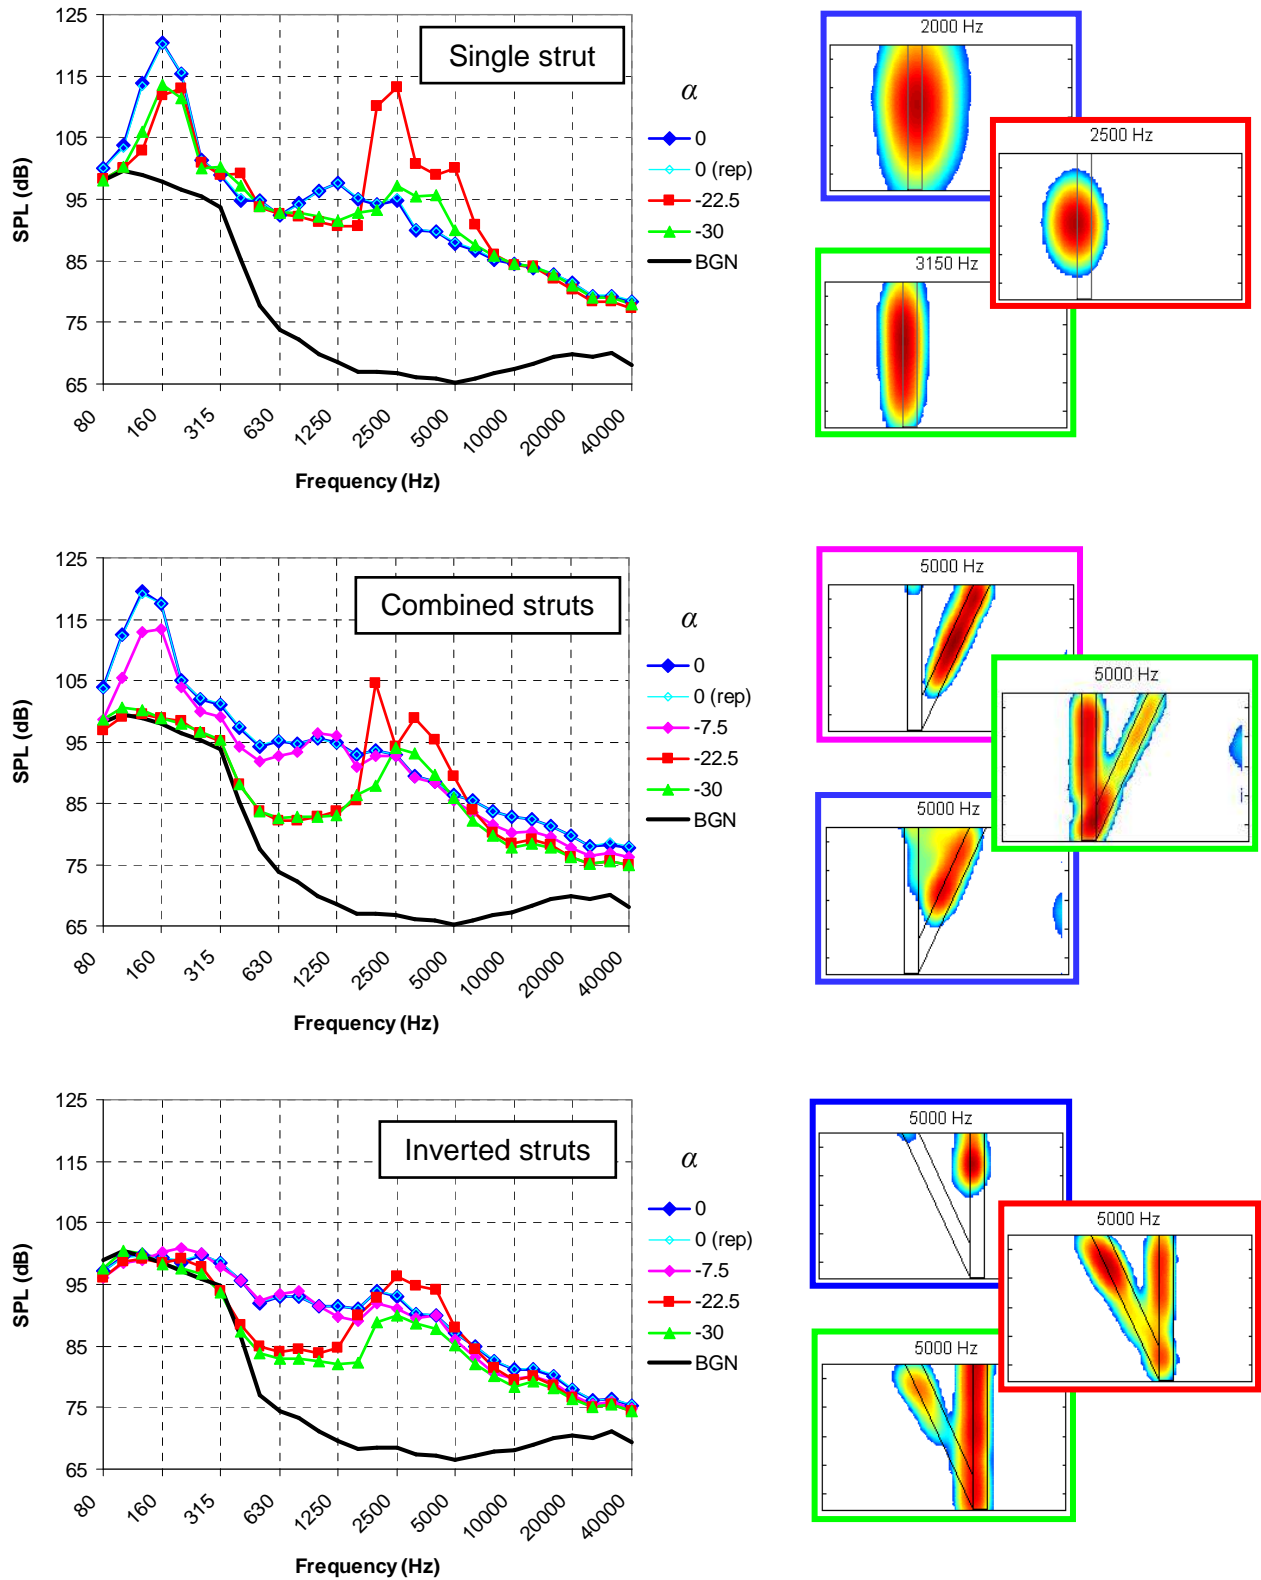 125
115
105
95
85
75
65
SPL (dB)
Single strut
80
160
315
630
1250
2500
5000
10000
20000
40000
Frequency (Hz)
α
0
0 (rep)
-22.5
-30
BGN
2000 Hz
2500 Hz
3150 Hz
125
115
105
95
85
75
65
SPL (dB)
Combined struts
80
160
315
630
1250
2500
5000
10000
20000
40000
Frequency (Hz)
α
0
0 (rep)
-7.5
-22.5
-30
BGN
5000 Hz
5000 Hz
5000 Hz
125
115
105
95
85
75
65
SPL (dB)
Inverted struts
80
160
315
630
1250
2500
5000
10000
20000
40000
Frequency (Hz)
α
0
0 (rep)
-7.5
-22.5
-30
BGN
5000 Hz
5000 Hz
5000 Hz